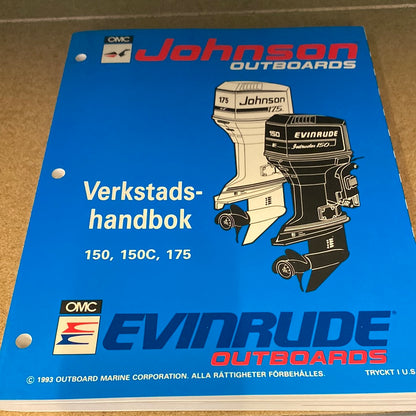 OMC
Johnson
OUTBOARDS
175
Johnson
175
150
EVINRUDE
Intruder 150
Verkstads-
handbok
150, 150C, 175
OMC
EVINRUDE®
OUTBOARDS
© 1993 OUTBOARD MARINE CORPORATION. ALLA RÄTTIGHETER FÖRBEHÅLLES.
TRYCKT I U.S.